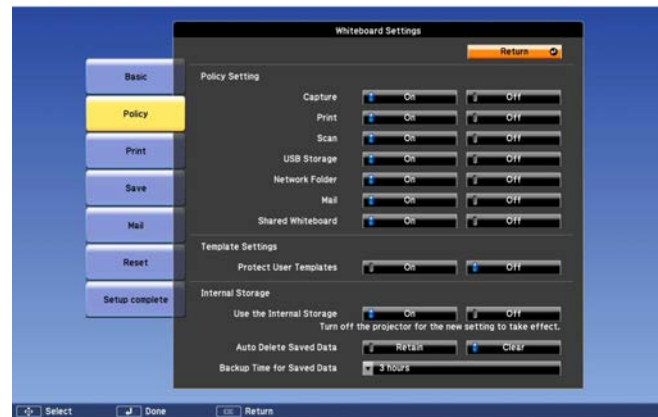 Whiteboard Settings
Return
Basic
Policy
Print
Save
Mail
Reset
Setup complete
Policy Setting
Capture On Off
Print On Off
Scan On Off
USB Storage On Off
Network Folder On Off
Mail On Off
Shared Whiteboard On Off
Template Settings
Protect User Templates On Off
Internal Storage
Use the Internal Storage On Off
Turn off the projector for the new setting to take effect.
Auto Delete Saved Data Retain Clear
Backup Time for Saved Data 3 hours
Select Done Esc Return